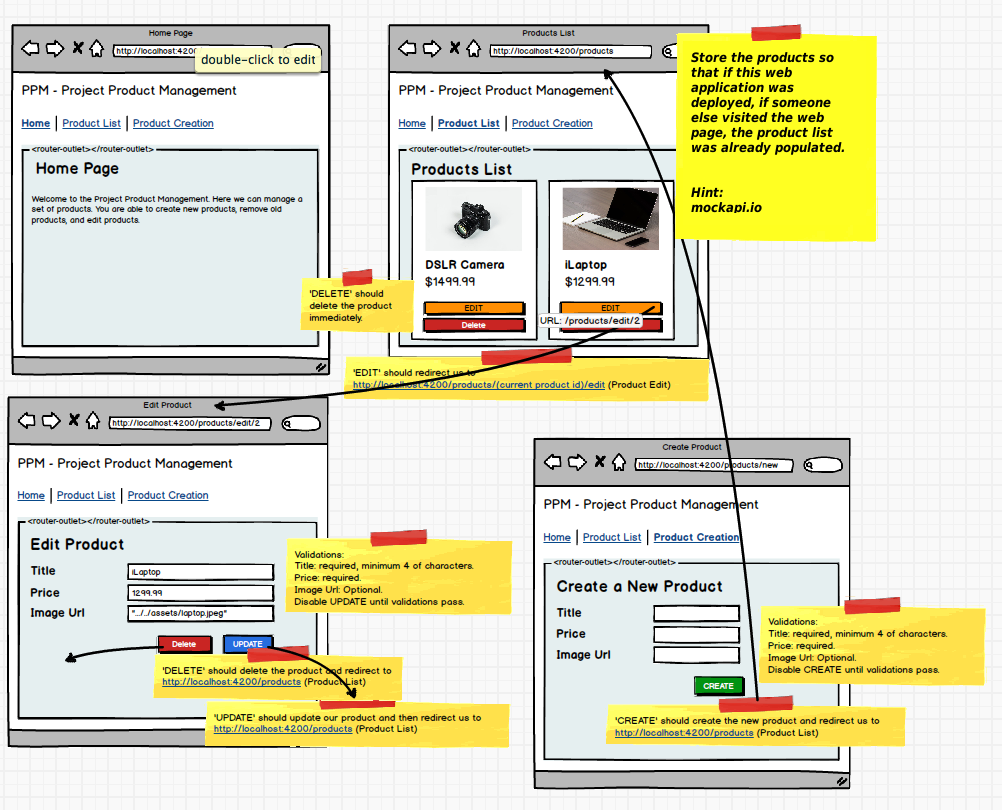 Home Page
http://localhost:4200
double-click to edit
PPM - Project Product Management
Home | Product List | Product Creation
<router-outlet></router-outlet>
Home Page
Welcome to the Project Product Management. Here we can manage a
set of products. You are able to create new products, remove old
products, and edit products.
Products List
http://localhost:4200/products
PPM - Project Product Management
Home | Product List | Product Creation
<router-outlet></router-outlet>
Products List
DSLR Camera
$1499.99
EDIT
Delete
iLaptop
$1299.99
EDIT
URL: /products/edit/2
Store the products so
that if this web
application was
deployed, if someone
else visited the web
page, the product list
was already populated.
Hint:
mockapi.io
'DELETE' should
delete the product
immediately.
'EDIT' should redirect us to
http://localhost:4200/products/(current product id)/edit (Product Edit)
Edit Product
http://localhost:4200/products/edit/2
PPM - Project Product Management
Home | Product List | Product Creation
<router-outlet></router-outlet>
Edit Product
Title
iLaptop
Price
1299.99
Image Url
"../../assets/laptop.jpeg"
Delete
UPDATE
Validations:
Title: required, minimum 4 of characters.
Price: required.
Image Url: Optional.
Disable UPDATE until validations pass.
'DELETE' should delete the product and redirect to
http://localhost:4200/products (Product List)
'UPDATE' should update our product and then redirect us to
http://localhost:4200/products (Product List)
Create Product
http://localhost:4200/products/new
PPM - Project Product Management
Home | Product List | Product Creation
<router-outlet></router-outlet>
Create a New Product
Title
Price
Image Url
CREATE
Validations:
Title: required, minimum 4 of characters.
Price: required.
Image Url: Optional.
Disable CREATE until validations pass.
'CREATE' should create the new product and redirect us to
http://localhost:4200/products (Product List)